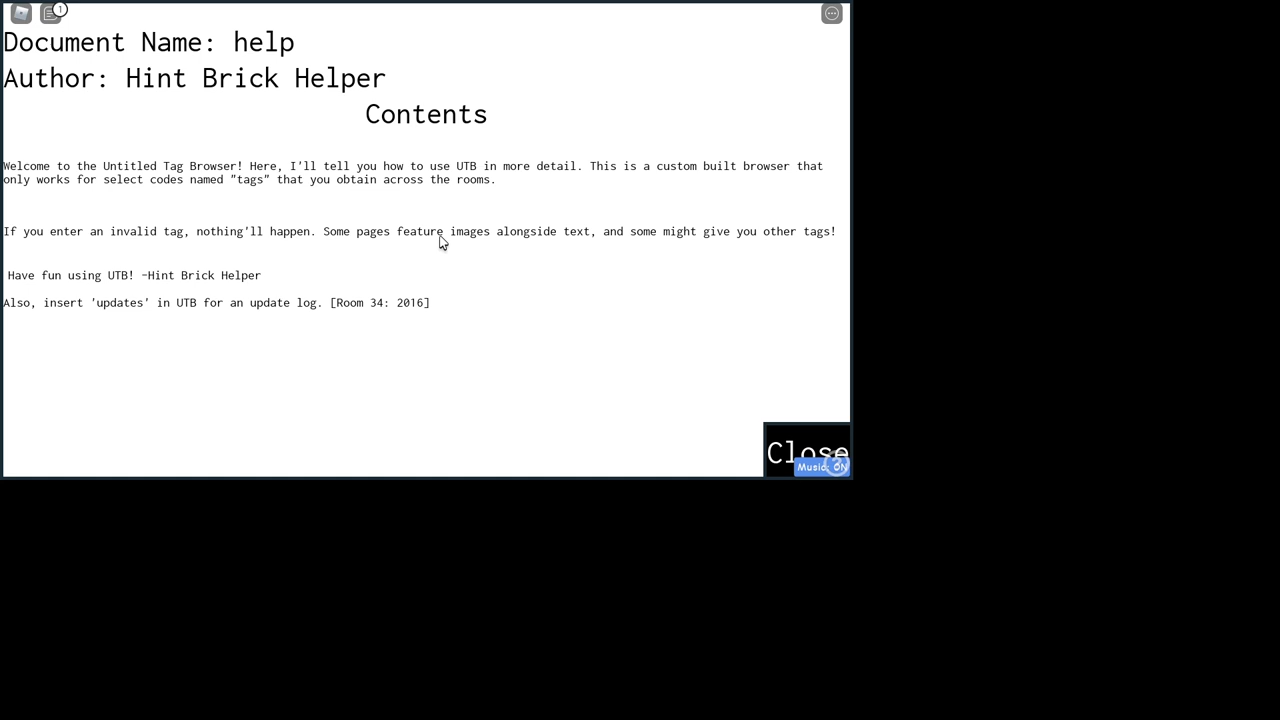 1
Document Name: help
Author: Hint Brick Helper
Contents
Welcome to the Untitled Tag Browser! Here, I'll tell you how to use UTB in more detail. This is a custom built browser that
only works for select codes named "tags" that you obtain across the rooms.
If you enter an invalid tag, nothing'll happen. Some pages feature images alongside text, and some might give you other tags!
Have fun using UTB! -Hint Brick Helper
Also, insert 'updates' in UTB for an update log. [Room 34: 2016]
Close
Music: ON